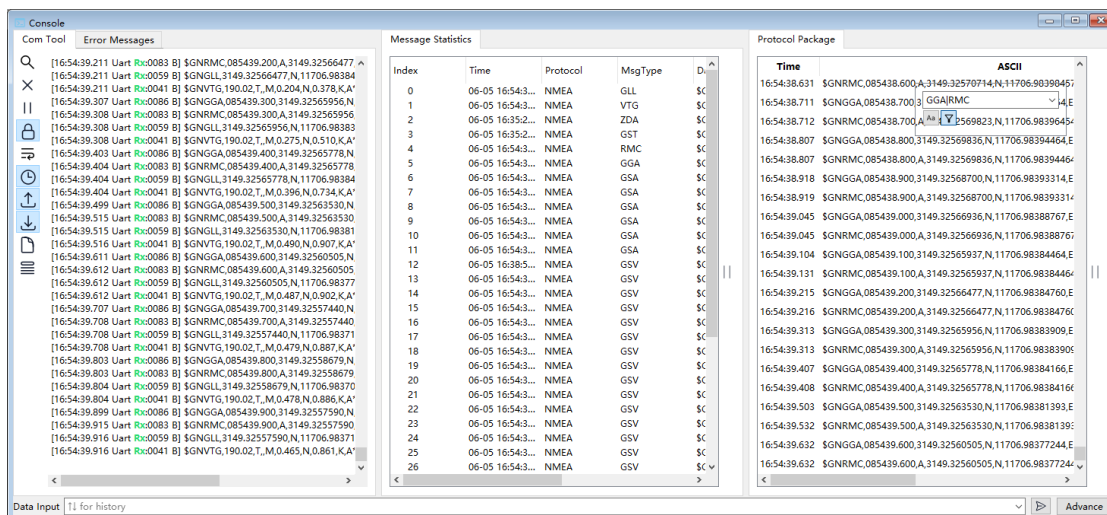 Console
Com Tool Error Messages
[16:54:39.211 Uart Rx:0083 B] $GNRMC,085439.200,A,3149.32566477,
[16:54:39.211 Uart Rx:0059 B] $GNGLL,3149.32566477,N,11706.98384
[16:54:39.211 Uart Rx:0041 B] $GNVTG,190.02,T,,M,0.204,N,0.378,K,A*
[16:54:39.307 Uart Rx:0086 B] $GNGGA,085439.300,3149.32565956,N,
[16:54:39.308 Uart Rx:0083 B] $GNRMC,085439.300,A,3149.32565956,
[16:54:39.308 Uart Rx:0059 B] $GNGLL,3149.32565956,N,11706.98383
[16:54:39.308 Uart Rx:0041 B] $GNVTG,190.02,T,,M,0.275,N,0.510,K,A*
[16:54:39.403 Uart Rx:0086 B] $GNGGA,085439.400,3149.32565778,N,
[16:54:39.404 Uart Rx:0083 B] $GNRMC,085439.400,A,3149.32565778,
[16:54:39.404 Uart Rx:0059 B] $GNGLL,3149.32565778,N,11706.98384
[16:54:39.404 Uart Rx:0041 B] $GNVTG,190.02,T,,M,0.396,N,0.734,K,A*
[16:54:39.499 Uart Rx:0086 B] $GNGGA,085439.500,3149.32563530,N,
[16:54:39.515 Uart Rx:0083 B] $GNRMC,085439.500,A,3149.32563530,
[16:54:39.515 Uart Rx:0059 B] $GNGLL,3149.32563530,N,11706.98381
[16:54:39.516 Uart Rx:0041 B] $GNVTG,190.02,T,,M,0.490,N,0.907,K,A*
[16:54:39.611 Uart Rx:0086 B] $GNGGA,085439.600,3149.32560505,N,
[16:54:39.612 Uart Rx:0083 B] $GNRMC,085439.600,A,3149.32560505,
[16:54:39.612 Uart Rx:0059 B] $GNGLL,3149.32560505,N,11706.98377
[16:54:39.612 Uart Rx:0041 B] $GNVTG,190.02,T,,M,0.487,N,0.902,K,A*
[16:54:39.707 Uart Rx:0086 B] $GNGGA,085439.700,3149.32557440,N,
[16:54:39.708 Uart Rx:0083 B] $GNRMC,085439.700,A,3149.32557440,
[16:54:39.708 Uart Rx:0059 B] $GNGLL,3149.32557440,N,11706.98371
[16:54:39.708 Uart Rx:0041 B] $GNVTG,190.02,T,,M,0.479,N,0.887,K,A*
[16:54:39.803 Uart Rx:0086 B] $GNGGA,085439.800,3149.32558679,N,
[16:54:39.804 Uart Rx:0083 B] $GNRMC,085439.800,A,3149.32558679,
[16:54:39.804 Uart Rx:0059 B] $GNGLL,3149.32558679,N,11706.98370
[16:54:39.804 Uart Rx:0041 B] $GNVTG,190.02,T,,M,0.478,N,0.886,K,A*
[16:54:39.899 Uart Rx:0086 B] $GNGGA,085439.900,3149.32557590,N,
[16:54:39.915 Uart Rx:0083 B] $GNRMC,085439.900,A,3149.32557590,
[16:54:39.916 Uart Rx:0059 B] $GNGLL,3149.32557590,N,11706.98371
[16:54:39.916 Uart Rx:0041 B] $GNVTG,190.02,T,,M,0.465,N,0.861,K,A*
Message Statistics
Index Time Protocol MsgType
0 06-05 16:54:3... NMEA GLL $G
1 06-05 16:54:3... NMEA VTG $G
2 06-05 16:35:2... NMEA ZDA $G
3 06-05 16:35:2... NMEA GST $G
4 06-05 16:54:3... NMEA RMC $G
5 06-05 16:54:3... NMEA GGA $G
6 06-05 16:54:3... NMEA GSA $G
7 06-05 16:54:3... NMEA GSA $G
8 06-05 16:54:3... NMEA GSA $G
9 06-05 16:54:3... NMEA GSA $G
10 06-05 16:54:3... NMEA GSA $G
11 06-05 16:54:3... NMEA GSA $G
12 06-05 16:38:5... NMEA GSV $G
13 06-05 16:54:3... NMEA GSV $G
14 06-05 16:54:3... NMEA GSV $G
15 06-05 16:54:3... NMEA GSV $G
16 06-05 16:54:3... NMEA GSV $G
17 06-05 16:54:3... NMEA GSV $G
18 06-05 16:54:3... NMEA GSV $G
19 06-05 16:54:3... NMEA GSV $G
20 06-05 16:54:3... NMEA GSV $G
21 06-05 16:54:3... NMEA GSV $G
22 06-05 16:54:3... NMEA GSV $G
23 06-05 16:54:3... NMEA GSV $G
24 06-05 16:54:3... NMEA GSV $G
25 06-05 16:54:3... NMEA GSV $G
26 06-05 16:54:3... NMEA GSV $G
Protocol Package
Time ASCII
16:54:38.631 $GNRMC,085438.600,A,3149.32570714,N,11706.98398457
GGA|RMC
16:54:38.711 $GNGGA,085438.700,
Aa
16:54:38.712 $GNRMC,085438.700,A,3149.32569823,N,11706.98396454
16:54:38.807 $GNGGA,085438.800,3149.32569836,N,11706.98394464,E
16:54:38.807 $GNRMC,085438.800,A,3149.32569836,N,11706.98394464
16:54:38.918 $GNGGA,085438.900,3149.32568700,N,11706.98393314,E
16:54:38.919 $GNRMC,085438.900,A,3149.32568700,N,11706.98393314
16:54:39.045 $GNGGA,085439.000,3149.32566936,N,11706.98388767,E
16:54:39.045 $GNRMC,085439.000,A,3149.32566936,N,11706.98388767
16:54:39.104 $GNGGA,085439.100,3149.32565937,N,11706.98384464,E
16:54:39.131 $GNRMC,085439.100,A,3149.32565937,N,11706.98384464
16:54:39.215 $GNGGA,085439.200,3149.32566477,N,11706.98384760,E
16:54:39.216 $GNRMC,085439.200,A,3149.32566477,N,11706.98384760
16:54:39.313 $GNGGA,085439.300,3149.32565956,N,11706.98383909,E
16:54:39.313 $GNRMC,085439.300,A,3149.32565956,N,11706.98383909
16:54:39.407 $GNGGA,085439.400,3149.32565778,N,11706.98384166,E
16:54:39.408 $GNRMC,085439.400,A,3149.32565778,N,11706.98384166
16:54:39.503 $GNGGA,085439.500,3149.32563530,N,11706.98381393,E
16:54:39.532 $GNRMC,085439.500,A,3149.32563530,N,11706.98381393
16:54:39.632 $GNGGA,085439.600,3149.32560505,N,11706.98377244,E
16:54:39.632 $GNRMC,085439.600,A,3149.32560505,N,11706.98377244
Data Input ↑↓ for history Advance